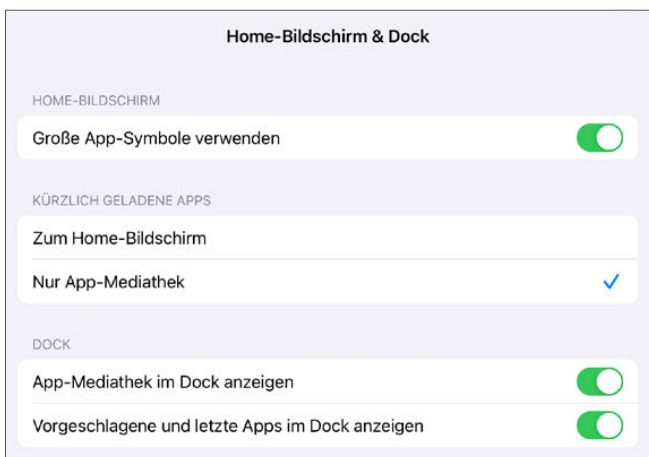 Home-Bildschirm & Dock
HOME-BILDSCHIRM
Große App-Symbole verwenden
KÜRZLICH GELADENE APPS
Zum Home-Bildschirm
Nur App-Mediathek
DOCK
App-Mediathek im Dock anzeigen
Vorgeschlagene und letzte Apps im Dock anzeigen